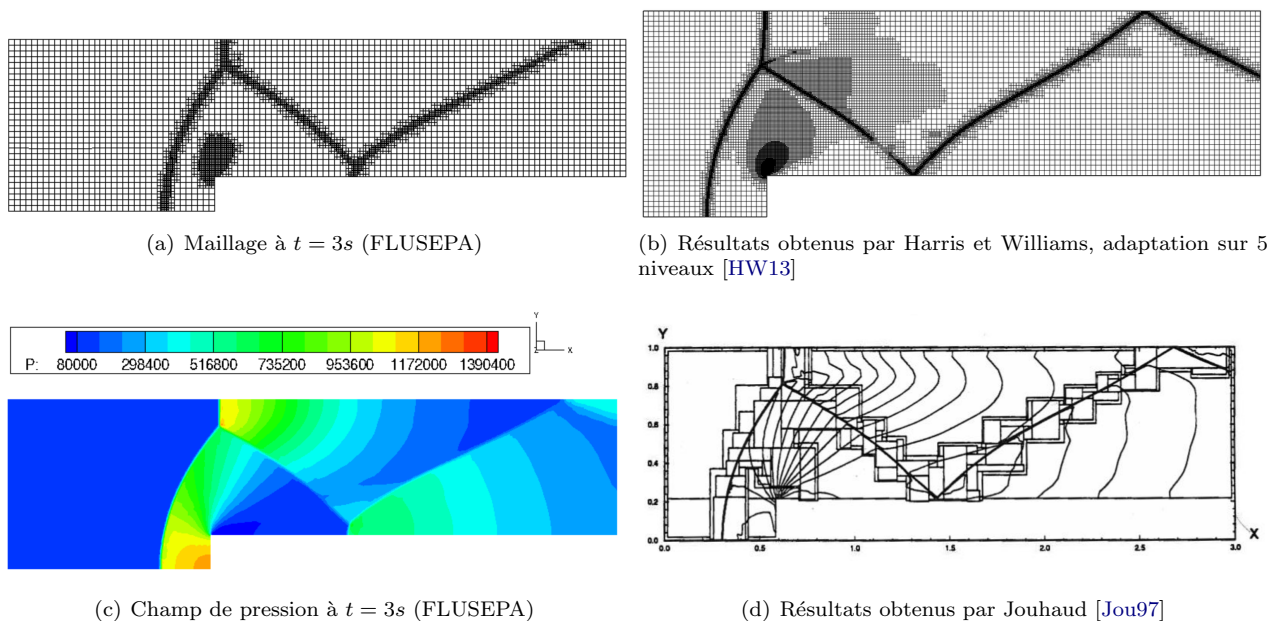 (a) Maillage à t = 3s (FLUSEPA)
(b) Résultats obtenus par Harris et Williams, adaptation sur 5
niveaux [HW13]
P: 80000 298400 516800 735200 953600 1172000 1390400
Y
Z X
(c) Champ de pression à t = 3s (FLUSEPA)
Y
1.0
0.8
0.6
0.4
0.2
0.0
0.0 0.5 1.0 1.5 2.0 2.5 3.0
X
(d) Résultats obtenus par Jouhaud [Jou97]